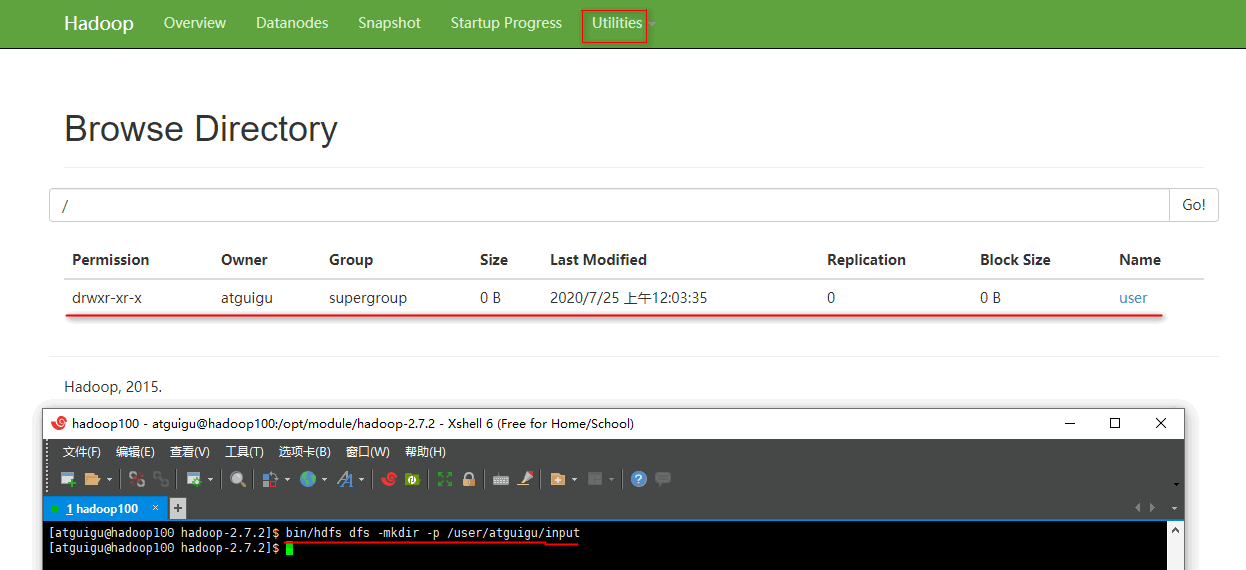 Hadoop Overview Datanodes Snapshot Startup Progress Utilities
Browse Directory
/ Go!
Permission Owner Group Size Last Modified Replication Block Size Name
drwxr-xr-x atguigu supergroup 0 B 2020/7/25 上午12:03:35 0 0 B user
Hadoop, 2015.
hadoop100 - atguigu@hadoop100:/opt/module/hadoop-2.7.2 - Xshell 6 (Free for Home/School)
文件(F) 编辑(E) 查看(V) 工具(T) 选项卡(B) 窗口(W) 帮助(H)
1 hadoop100 × +
[atguigu@hadoop100 hadoop-2.7.2]$ bin/hdfs dfs -mkdir -p /user/atguigu/input
[atguigu@hadoop100 hadoop-2.7.2]$